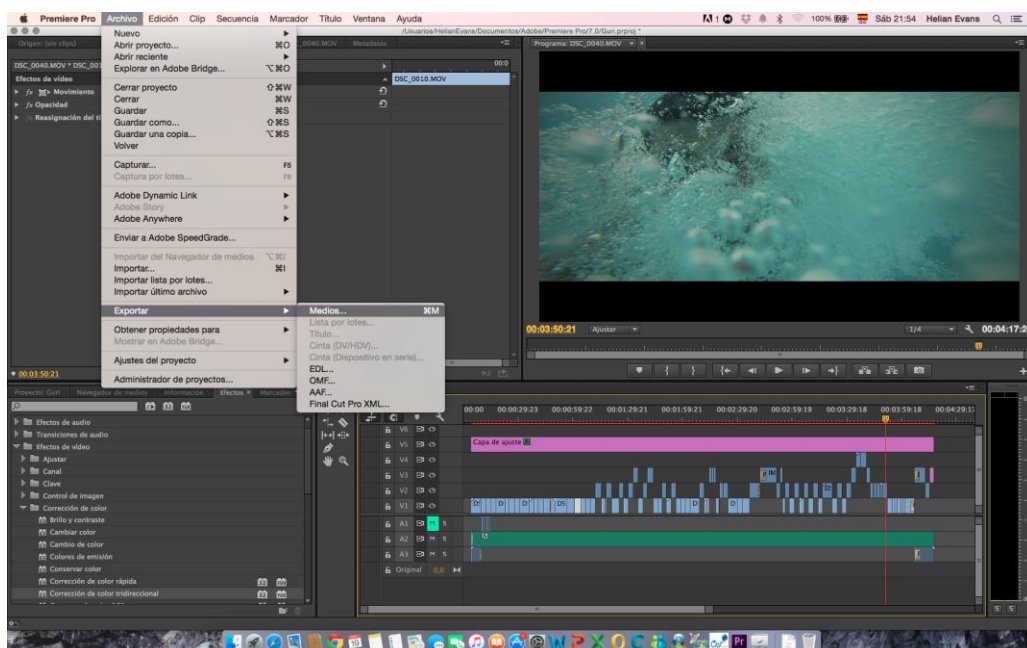 Premiere Pro Archivo Edición Clip Secuencia Marcador Título Ventana Ayuda 100% Sáb 21:54 Helian Evans
/Usuarios/HelianEvans/Documentos/Adobe/Premiere Pro/7.0/Guri.prproj *
Origen: (sin clips)
DSC_0040.MOV
Metadatos
Programa: DSC_0040.MOV
Nuevo
Abrir proyecto... ⌘O
Abrir reciente
Explorar en Adobe Bridge... ⌥⌘O
Cerrar proyecto ⇧⌘W
Cerrar ⌘W
Guardar ⌘S
Guardar como... ⇧⌘S
Guardar una copia... ⌥⌘S
Volver
Capturar... F5
Captura por lotes... F6
Adobe Dynamic Link
Adobe Story
Adobe Anywhere
Enviar a Adobe SpeedGrade...
Importar del Navegador de medios ⌥⌘I
Importar... ⌘I
Importar lista por lotes...
Importar último archivo
Exportar
Obtener propiedades para
Mostrar en Adobe Bridge...
Ajustes del proyecto
Administrador de proyectos...
Medios... ⌘M
Lista por lotes...
Título...
Cinta (DV/HDV)...
Cinta (Dispositivo en serie)...
EDL...
OMF...
AAF...
Final Cut Pro XML...
DSC_0040.MOV * DSC_001
00:0
Efectos de vídeo
DSC_0010.MOV
fx Movimiento
fx Opacidad
fx Reasignación del ti
00:03:50:21
00:03:50:21 Ajustar 1/4 00:04:17:2
Proyecto: Guri Navegador de medios Información Efectos × Marcador
Efectos de audio
Transiciones de audio
Efectos de vídeo
Ajustar
Canal
Clave
Control de imagen
Corrección de color
Brillo y contraste
Cambiar color
Cambio de color
Colores de emisión
Conservar color
Corrección de color rápida
Corrección de color tridireccional
00:00 00:00:29:23 00:00:59:22 00:01:29:21 00:01:59:21 00:02:29:20 00:02:59:19 00:03:29:18 00:03:59:18 00:04:29:17
V6
V5 Capa de ajuste
V4
V3
V2
V1
A1 M S
A2 M S
A3 M S
Original 0,0
S S